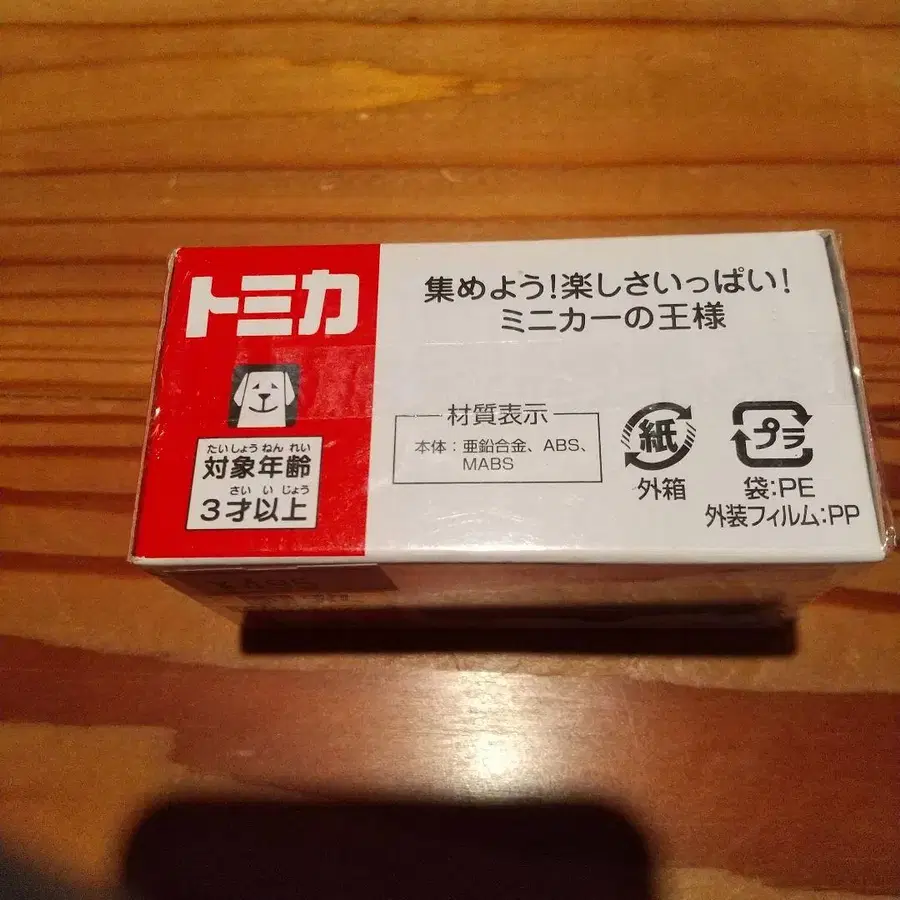 トミカ
集めよう!楽しさいっぱい!
ミニカーの王様
たいしょうねんれい
対象年齢
さいいじょう
3才以上
材質表示
本体:亜鉛合金、ABS、
MABS
紙
外箱
プラ
袋:PE
外装フィルム:PP